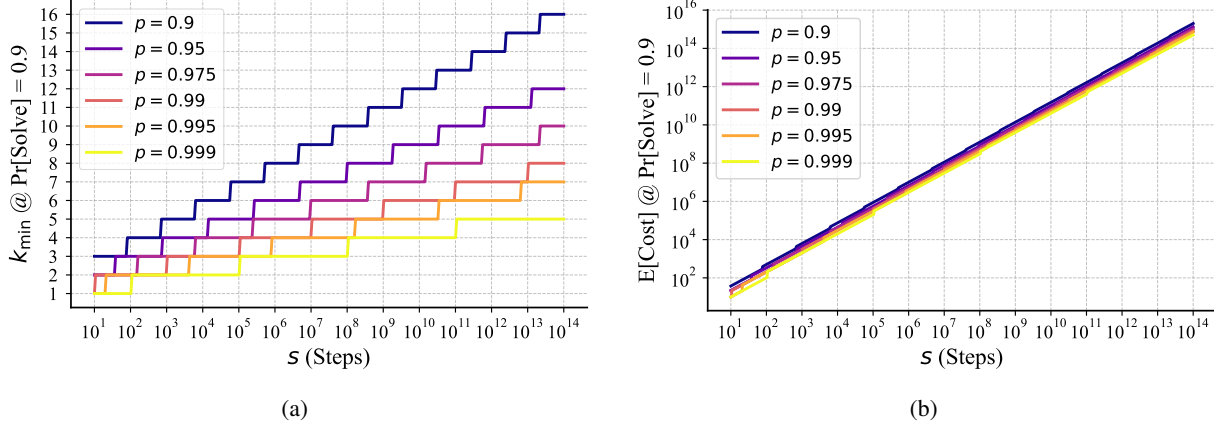 k_min @ Pr[Solve] = 0.9
16
15
14
13
12
11
10
9
8
7
6
5
4
3
2
1
p = 0.9
p = 0.95
p = 0.975
p = 0.99
p = 0.995
p = 0.999
10^1 10^2 10^3 10^4 10^5 10^6 10^7 10^8 10^9 10^10 10^11 10^12 10^13 10^14
s (Steps)
(a)
E[Cost] @ Pr[Solve] = 0.9
10^16
10^14
10^12
10^10
10^8
10^6
10^4
10^2
p = 0.9
p = 0.95
p = 0.975
p = 0.99
p = 0.995
p = 0.999
10^1 10^2 10^3 10^4 10^5 10^6 10^7 10^8 10^9 10^10 10^11 10^12 10^13 10^14
s (Steps)
(b)